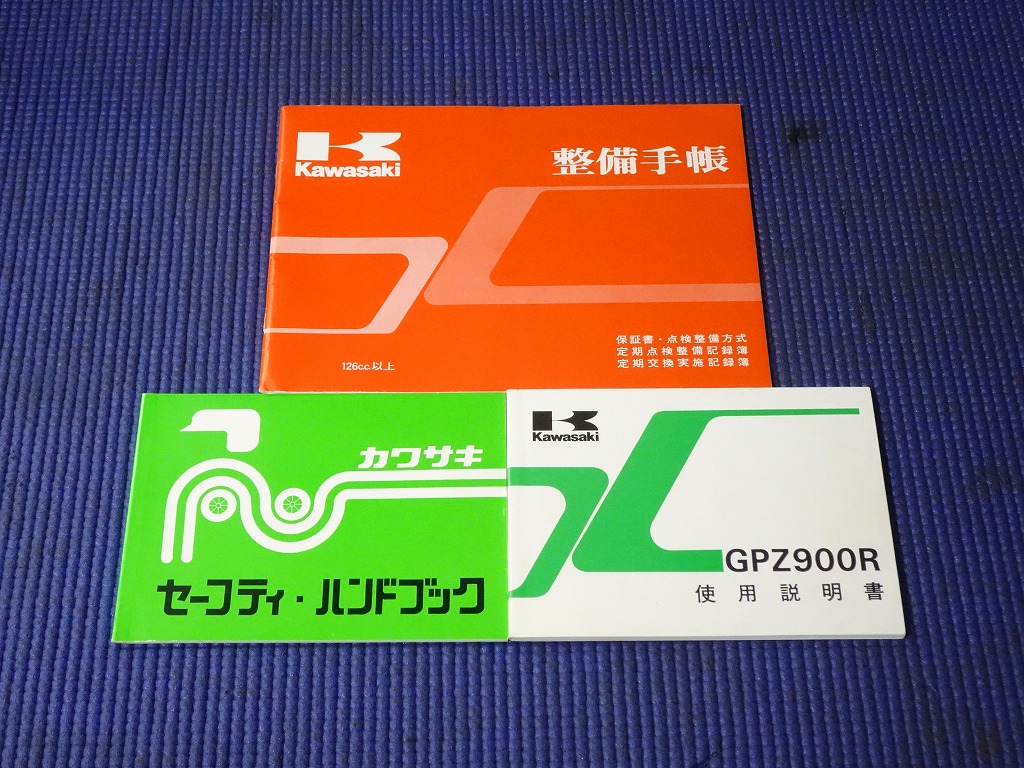 Kawasaki
整備手帳
保証書・点検整備方式
定期点検整備記録簿
定期交換実施記録簿
126c.c.以上
カワサキ
セーフティ・ハンドブック
Kawasaki
GPZ900R
使用説明書